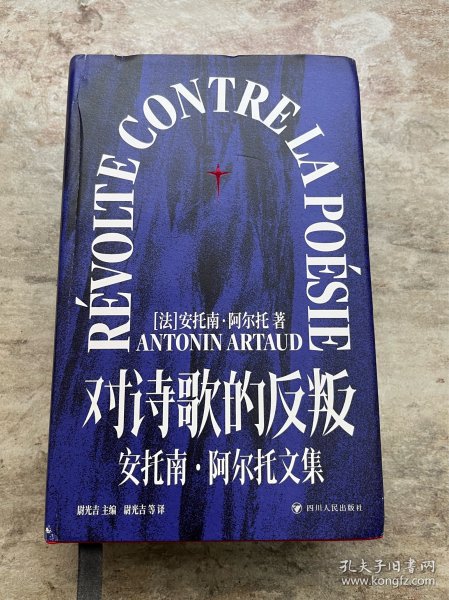 RÉVOLTE CONTRE LA POÉSIE
[法]安托南·阿尔托 著
ANTONIN ARTAUD
对诗歌的反叛
安托南·阿尔托文集
尉光吉 主编 尉光吉 等 译
四川人民出版社
孔夫子旧书网
www.kongfz.com